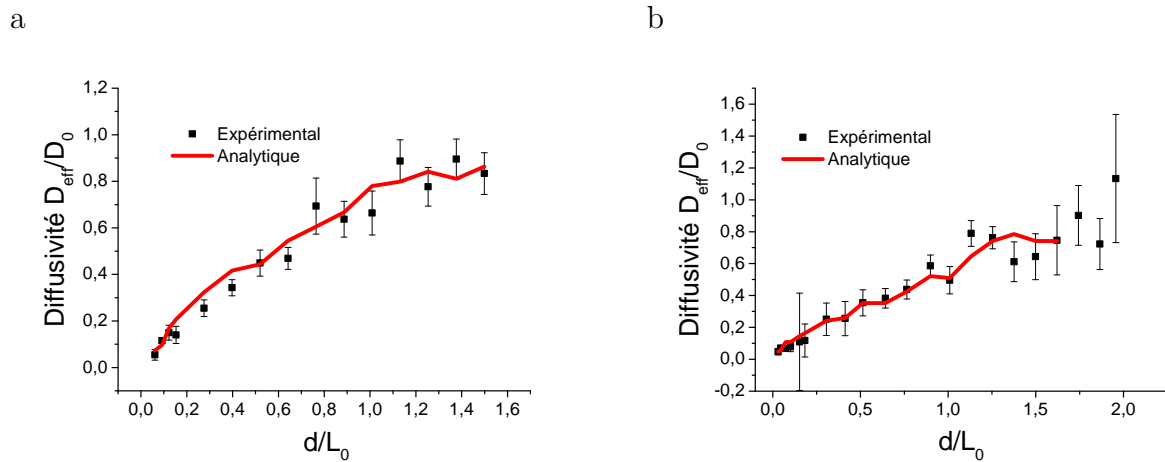 a
b
1,2
1,0
0,8
0,6
0,4
0,2
0,0
Diffusivité D_eff/D_0
Expérimental
Analytique
0,0 0,2 0,4 0,6 0,8 1,0 1,2 1,4 1,6
d/L_0
1,6
1,4
1,2
1,0
0,8
0,6
0,4
0,2
0,0
-0,2
Diffusivité D_eff/D_0
Expérimental
Analytique
0,0 0,5 1,0 1,5 2,0
d/L_0